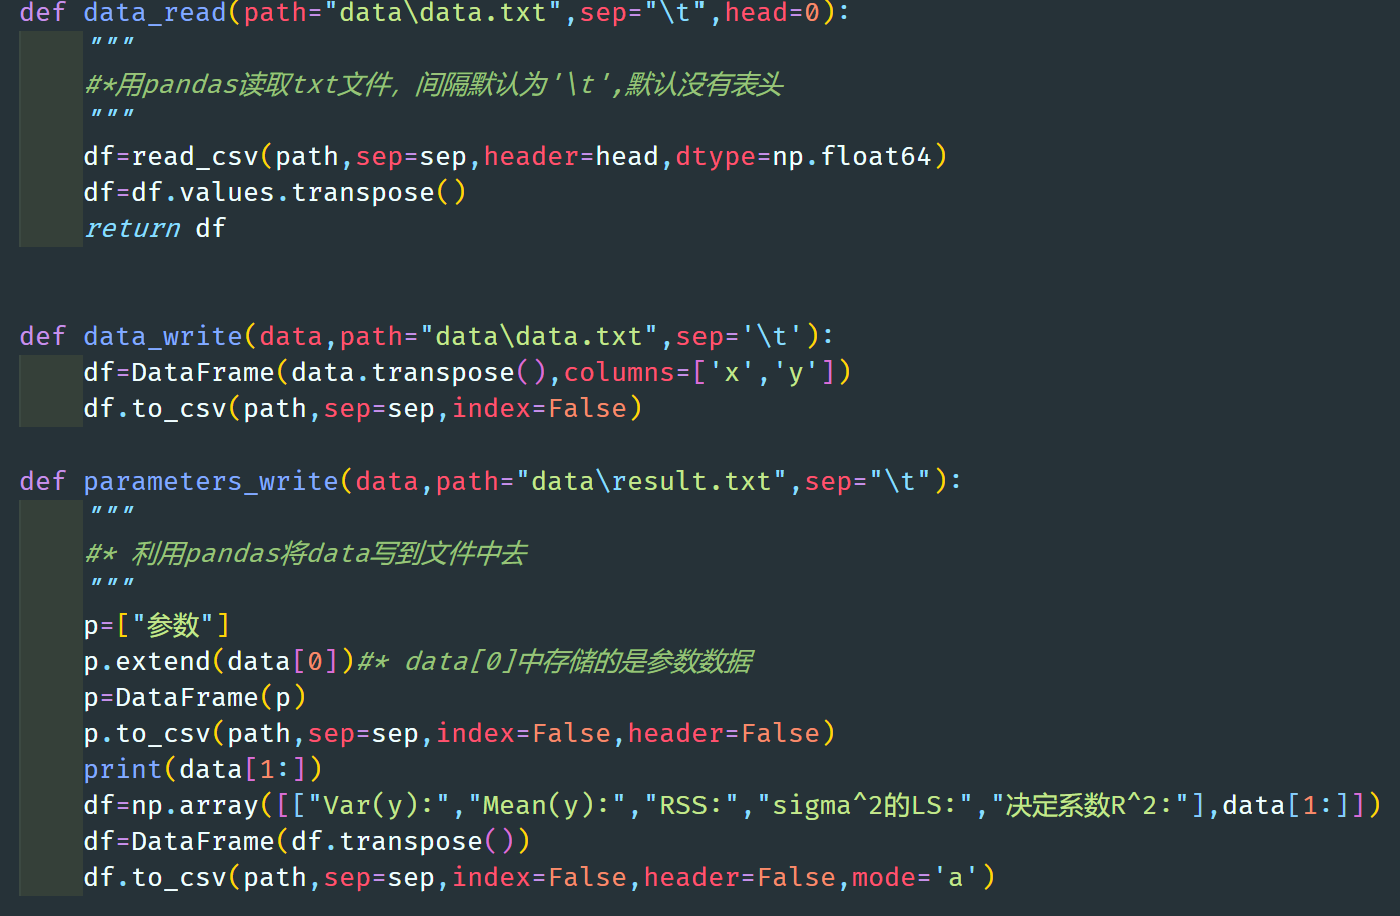 def data_read(path="data\data.txt",sep="\t",head=0):
    """
    #*用pandas读取txt文件，间隔默认为'\t',默认没有表头
    """
    df=read_csv(path,sep=sep,header=head,dtype=np.float64)
    df=df.values.transpose()
    return df
def data_write(data,path="data\data.txt",sep='\t'):
    df=DataFrame(data.transpose(),columns=['x','y'])
    df.to_csv(path,sep=sep,index=False)
def parameters_write(data,path="data\result.txt",sep="\t"):
    """
    #* 利用pandas将data写到文件中去
    """
    p=["参数"]
    p.extend(data[0])#* data[0]中存储的是参数数据
    p=DataFrame(p)
    p.to_csv(path,sep=sep,index=False,header=False)
    print(data[1:])
    df=np.array([["Var(y):","Mean(y):","RSS:","sigma^2的LS:","决定系数R^2:"],data[1:]])
    df=DataFrame(df.transpose())
    df.to_csv(path,sep=sep,index=False,header=False,mode='a')